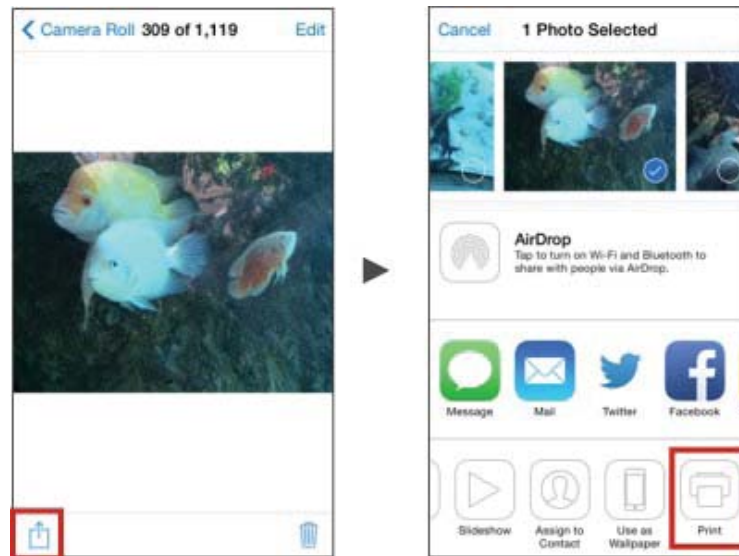 Camera Roll 309 of 1,119 Edit
Cancel 1 Photo Selected
AirDrop
Tap to turn on Wi-Fi and Bluetooth to
share with people via AirDrop.
Message Mail Twitter Facebook
Slideshow Assign to
Contact Use as
Wallpaper Print